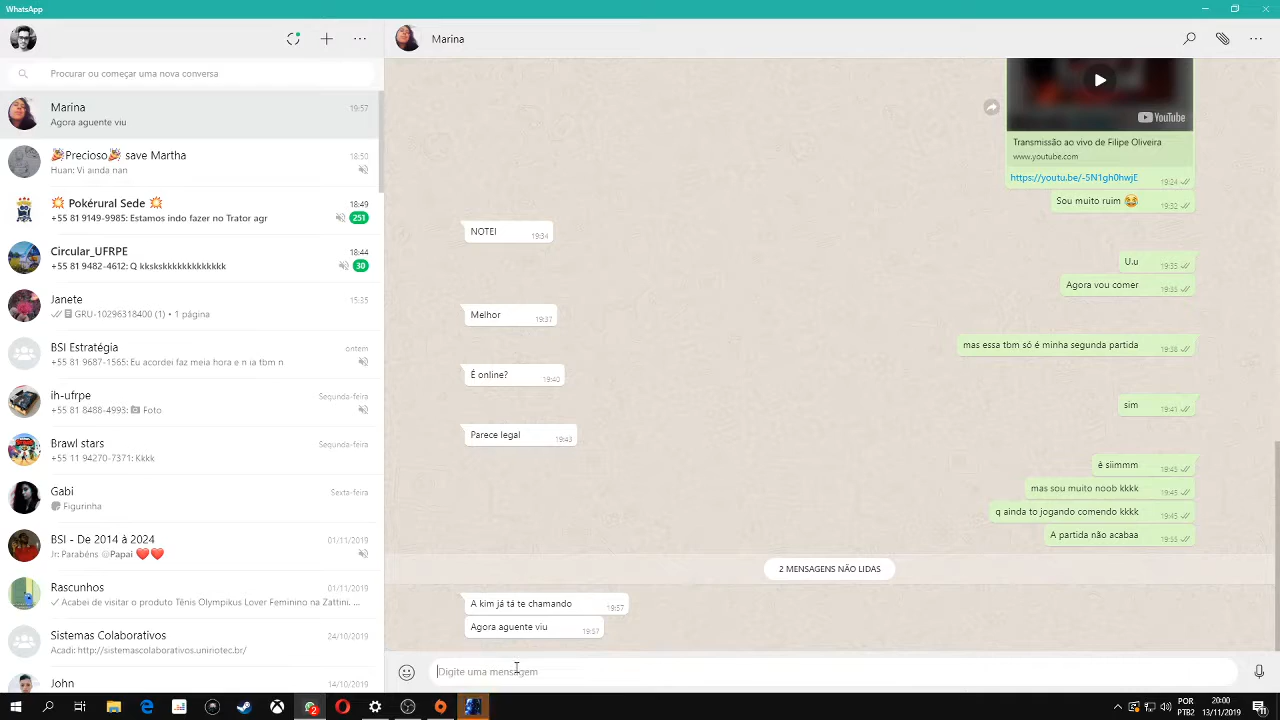 WhatsApp
Procurar ou começar uma nova conversa
Marina
19:57
Agora aguente viu
🎉Precioso🎉 save Martha
18:50
Huan: Vi ainda nan
💥 Pokérural Sede 💥
18:49
+55 81 9149-9985: Estamos indo fazer no Trator agr
251
Circular_UFRPE
18:44
+55 81 9482-4612: Q kkskskkkkkkkkkkkk
30
Janete
15:35
GRU-10296318400 (1) • 1 página
BSI Estratégia
ontem
+55 81 9687-1565: Eu acordei faz meia hora e n ia tbm n
ih-ufrpe
Segunda-feira
+55 81 8488-4993: Foto
Brawl stars
Segunda-feira
+55 11 94270-7371: Kkkk
Gabi
Sexta-feira
Figurinha
BSI - De 2014 à 2024
01/11/2019
Jr: Parabéns @Papai ❤️❤️
Rascunhos
01/11/2019
Acabei de visitar o produto Tênis Olympikus Lover Feminino na Zattini. ...
Sistemas Colaborativos
24/10/2019
Acadi: http://sistemascolaborativos.uniriotec.br/
John
14/10/2019
Marina
YouTube
Transmissão ao vivo de Filipe Oliveira
www.youtube.com
https://youtu.be/-5N1gh0hwjE
19:24
Sou muito ruim 😂
19:32
NOTEI
19:34
U.u
19:35
Agora vou comer
19:35
Melhor
19:37
mas essa tbm só é minha segunda partida
19:38
É online?
19:40
sim
19:41
Parece legal
19:43
è siimmm
19:45
mas sou muito noob kkkk
19:45
q ainda to jogando comendo kkkk
19:45
A partida não acabaa
19:55
2 MENSAGENS NÃO LIDAS
A kim já tá te chamando
19:57
Agora aguente viu
19:57
Digite uma mensagem
2
POR
PTB2
20:00
13/11/2019